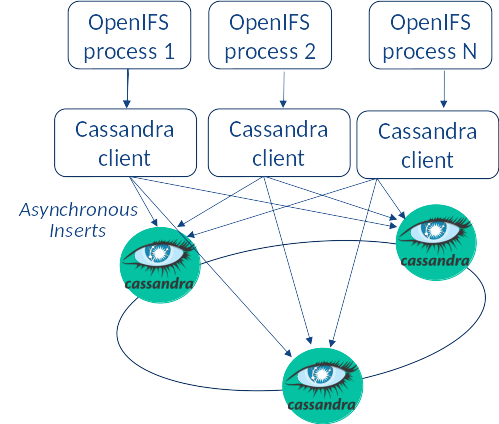 OpenIFS
process 1
OpenIFS
process 2
OpenIFS
process N
Cassandra
client
Cassandra
client
Cassandra
client
Asynchronous
Inserts
cassandra
cassandra
cassandra